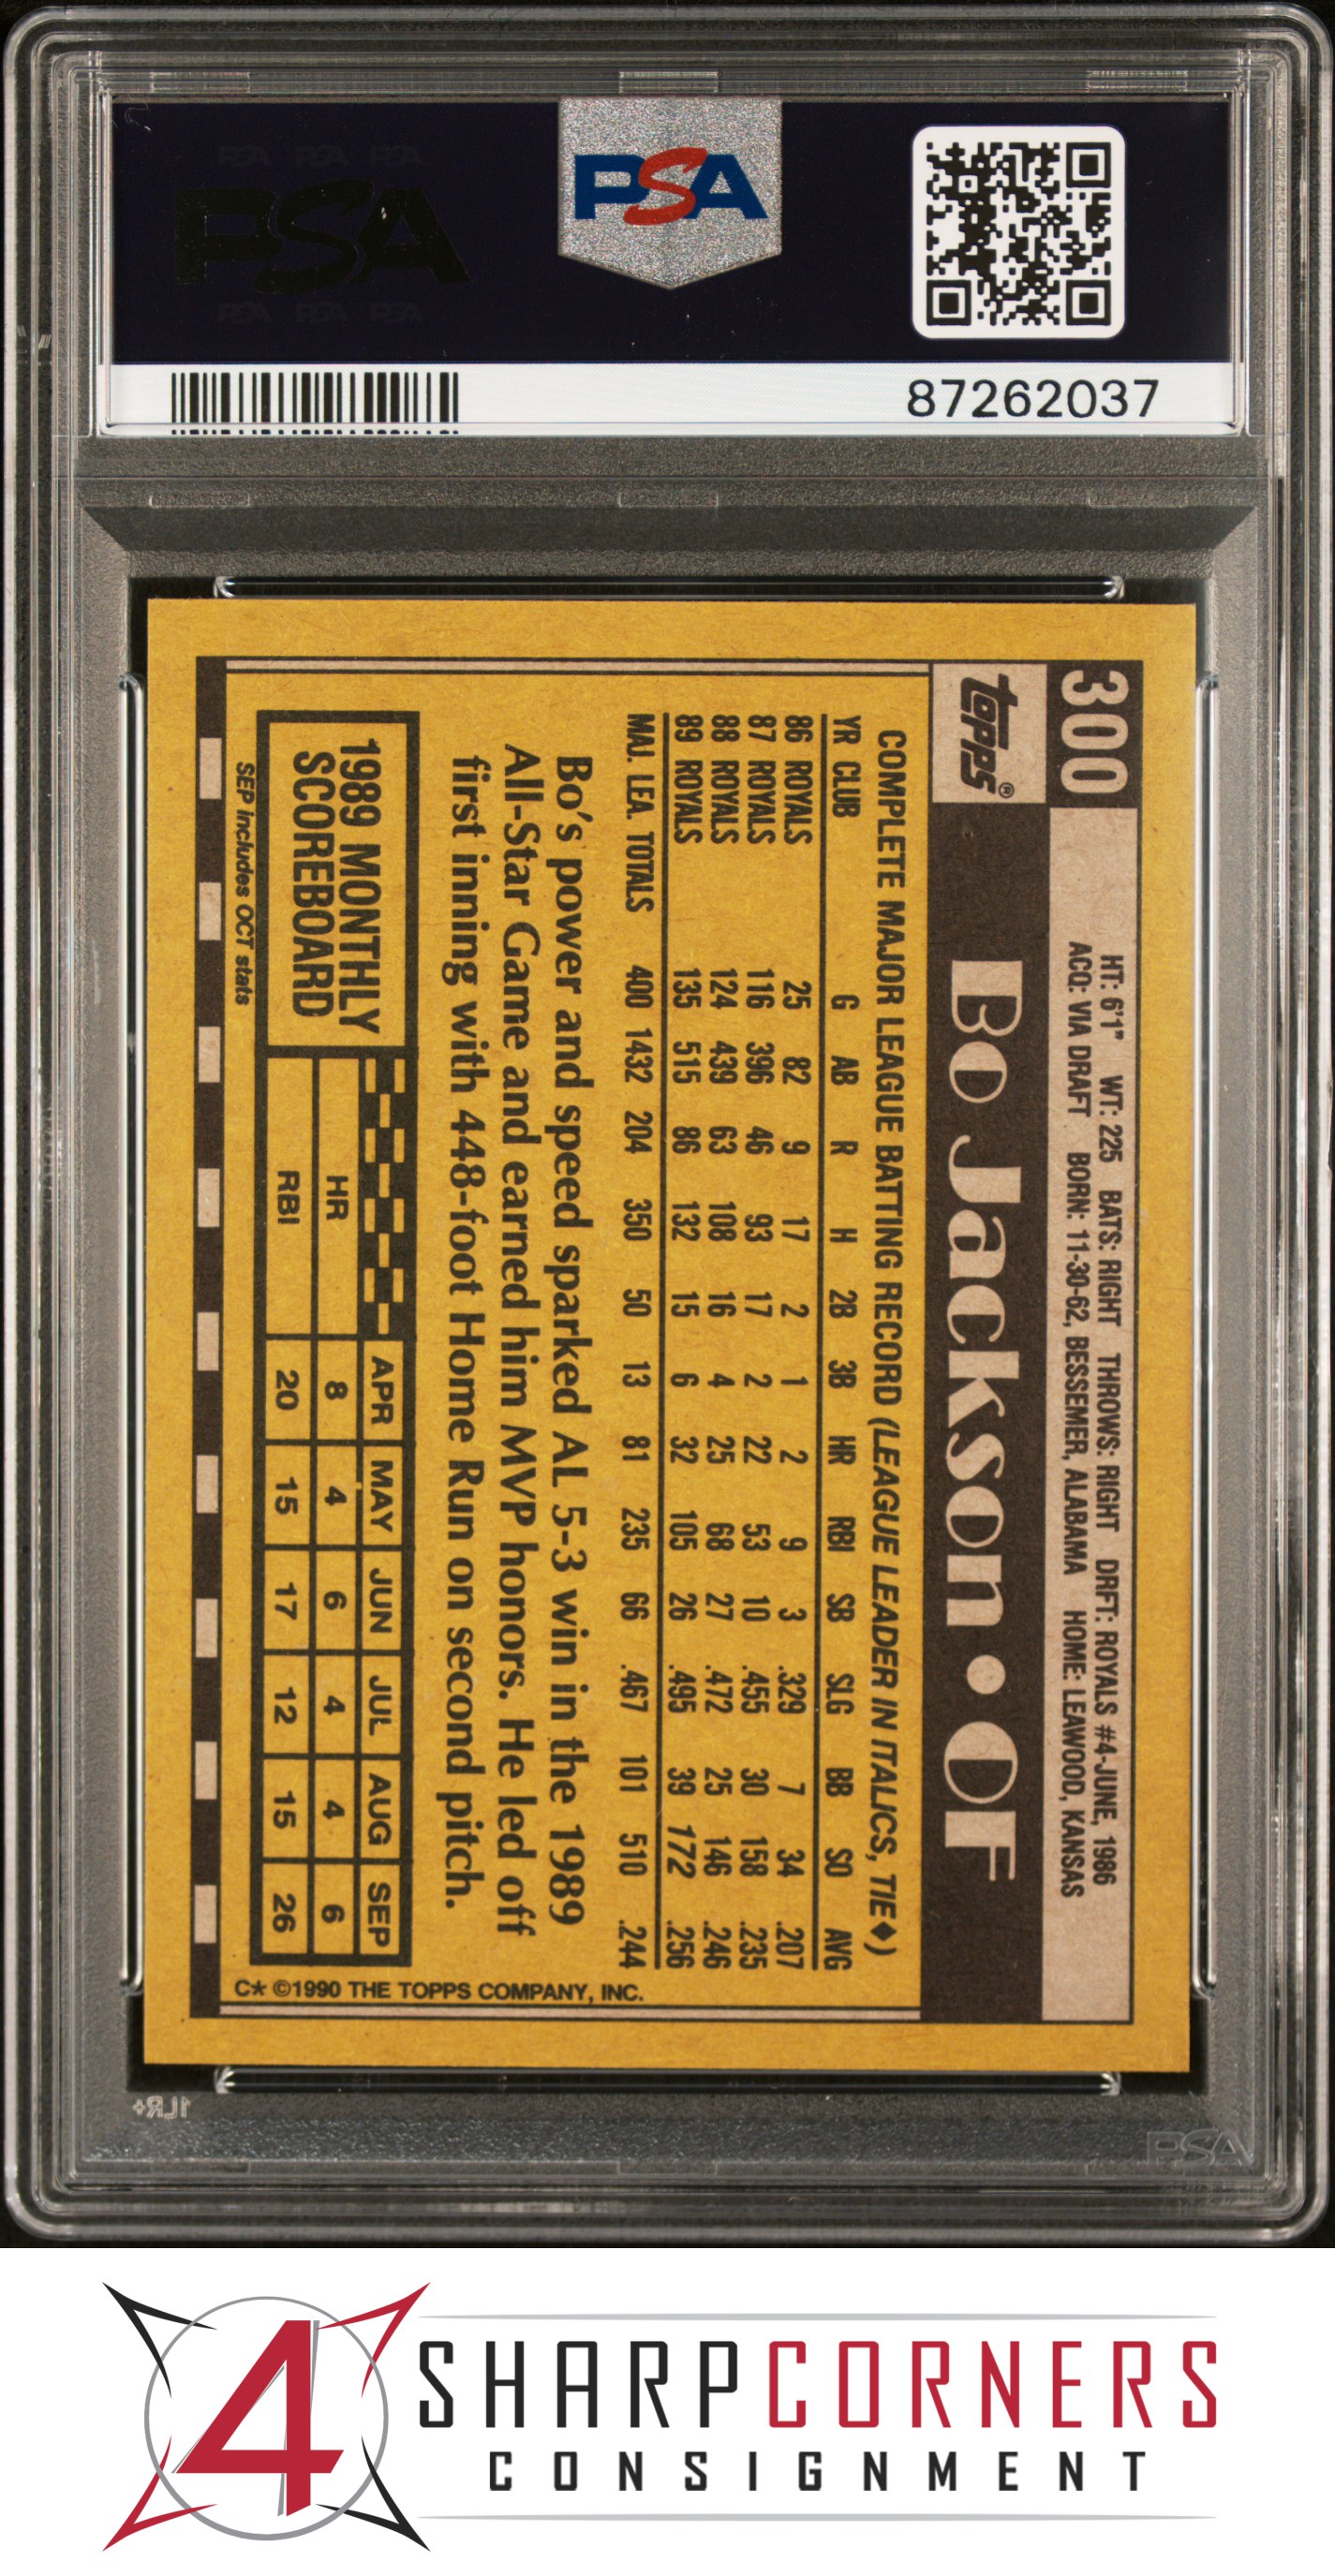 PSA PSA PSA
PSA
PSA PSA PSA
PSA
87262037
300
topps®
HT: 6'1" WT: 225 BATS: RIGHT THROWS: RIGHT DRFT: ROYALS #4-JUNE, 1986
ACQ: VIA DRAFT BORN: 11-30-62, BESSEMER, ALABAMA HOME: LEAWOOD, KANSAS
BO Jackson • OF
COMPLETE MAJOR LEAGUE BATTING RECORD (LEAGUE LEADER IN ITALICS, TIE♦)
YR CLUB G AB R H 2B 3B HR RBI SB SLG BB SO AVG
86 ROYALS 25 82 9 17 2 1 2 9 3 .329 7 34 .207
87 ROYALS 116 396 46 93 17 2 22 53 10 .455 30 158 .235
88 ROYALS 124 439 63 108 16 4 25 68 27 .472 25 146 .246
89 ROYALS 135 515 86 132 15 6 32 105 26 .495 39 172 .256
MAJ. LEA. TOTALS 400 1432 204 350 50 13 81 235 66 .467 101 510 .244
Bo's power and speed sparked AL 5-3 win in the 1989
All-Star Game and earned him MVP honors. He led off
first inning with 448-foot Home Run on second pitch.
1989 MONTHLY
SCOREBOARD
APR MAY JUN JUL AUG SEP
HR 8 4 6 4 4 6
RBI 20 15 17 12 15 26
SEP includes OCT stats
C* ©1990 THE TOPPS COMPANY, INC.
1LR+
PSA
4
SHARPCORNERS
CONSIGNMENT